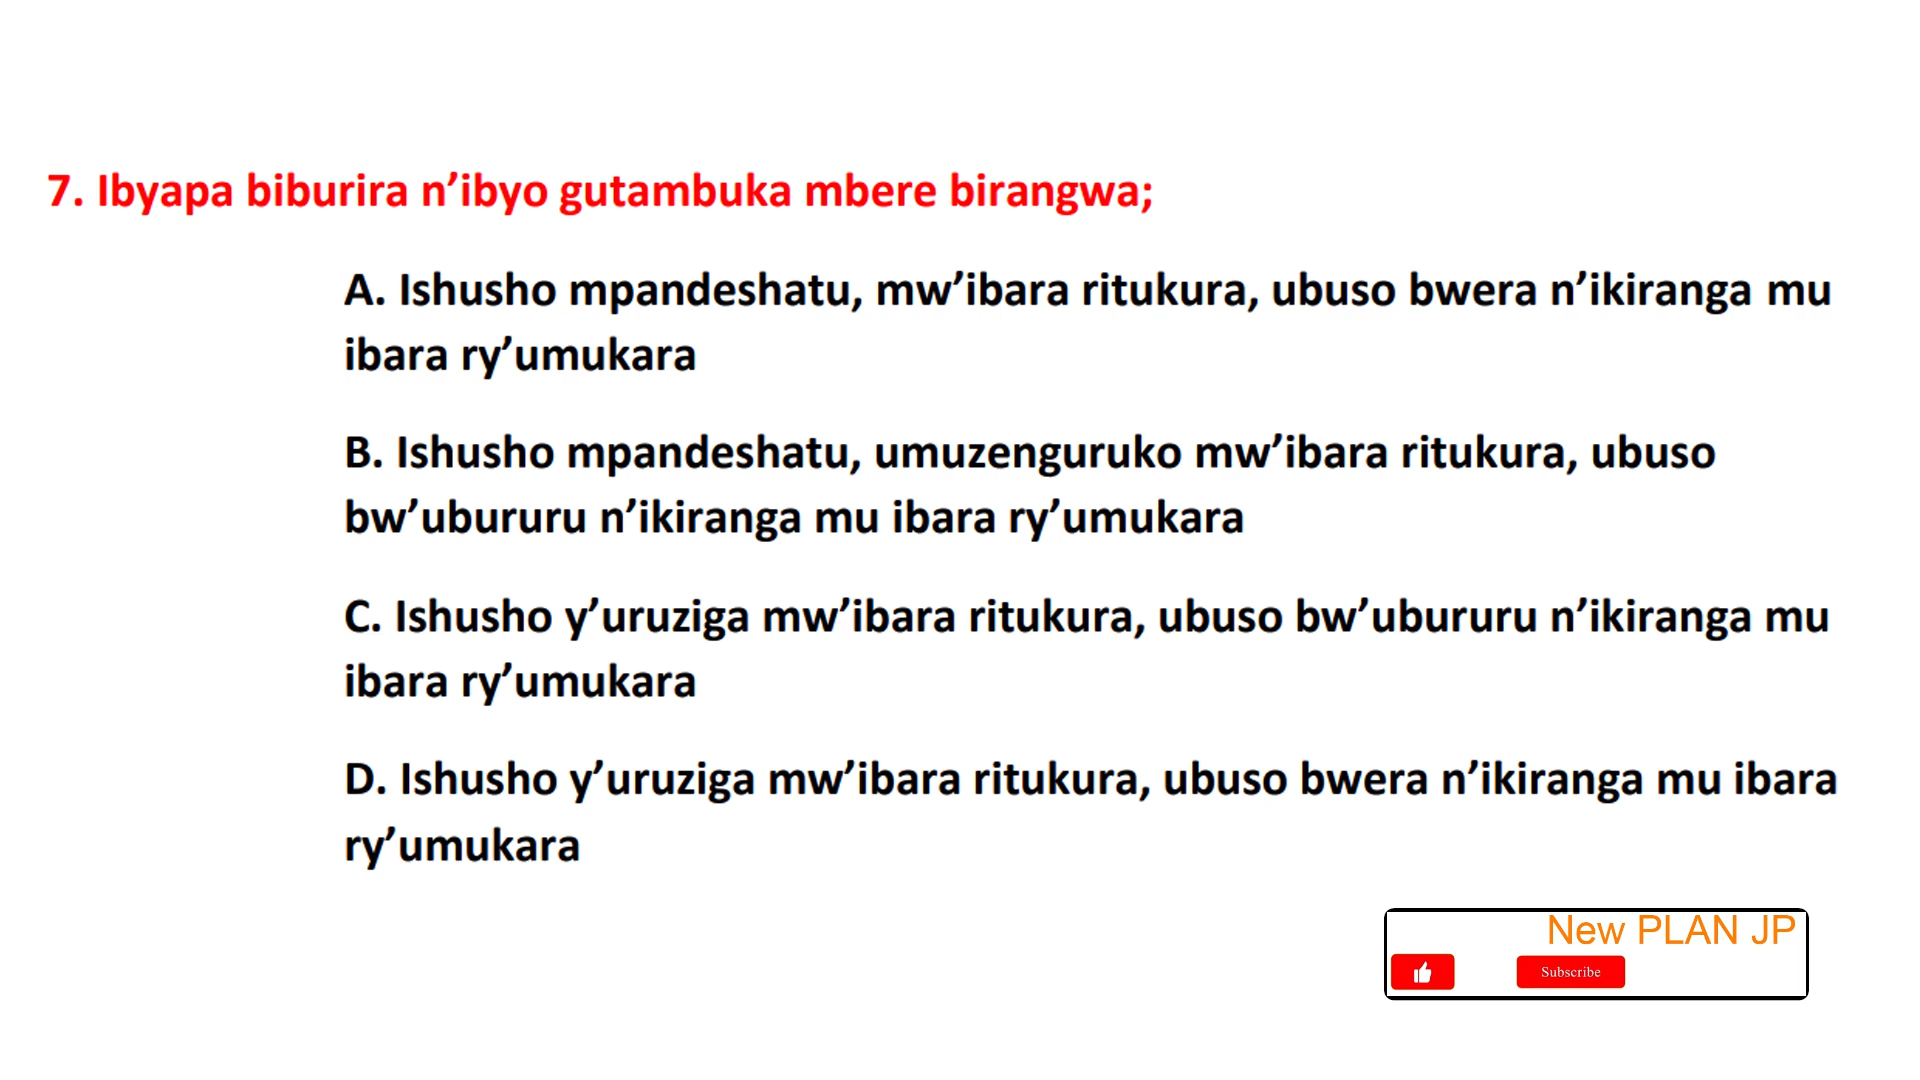 7. Ibyapa biburira n’ibyo gutambuka mbere birangwa;
A. Ishusho mpandeshatu, mw’ibara ritukura, ubuso bwera n’ikiranga mu
ibara ry’umukara
B. Ishusho mpandeshatu, umuzenguruko mw’ibara ritukura, ubuso
bw’ubururu n’ikiranga mu ibara ry’umukara
C. Ishusho y’uruziga mw’ibara ritukura, ubuso bw’ubururu n’ikiranga mu
ibara ry’umukara
D. Ishusho y’uruziga mw’ibara ritukura, ubuso bwera n’ikiranga mu ibara
ry’umukara
New PLAN JP
Subscribe